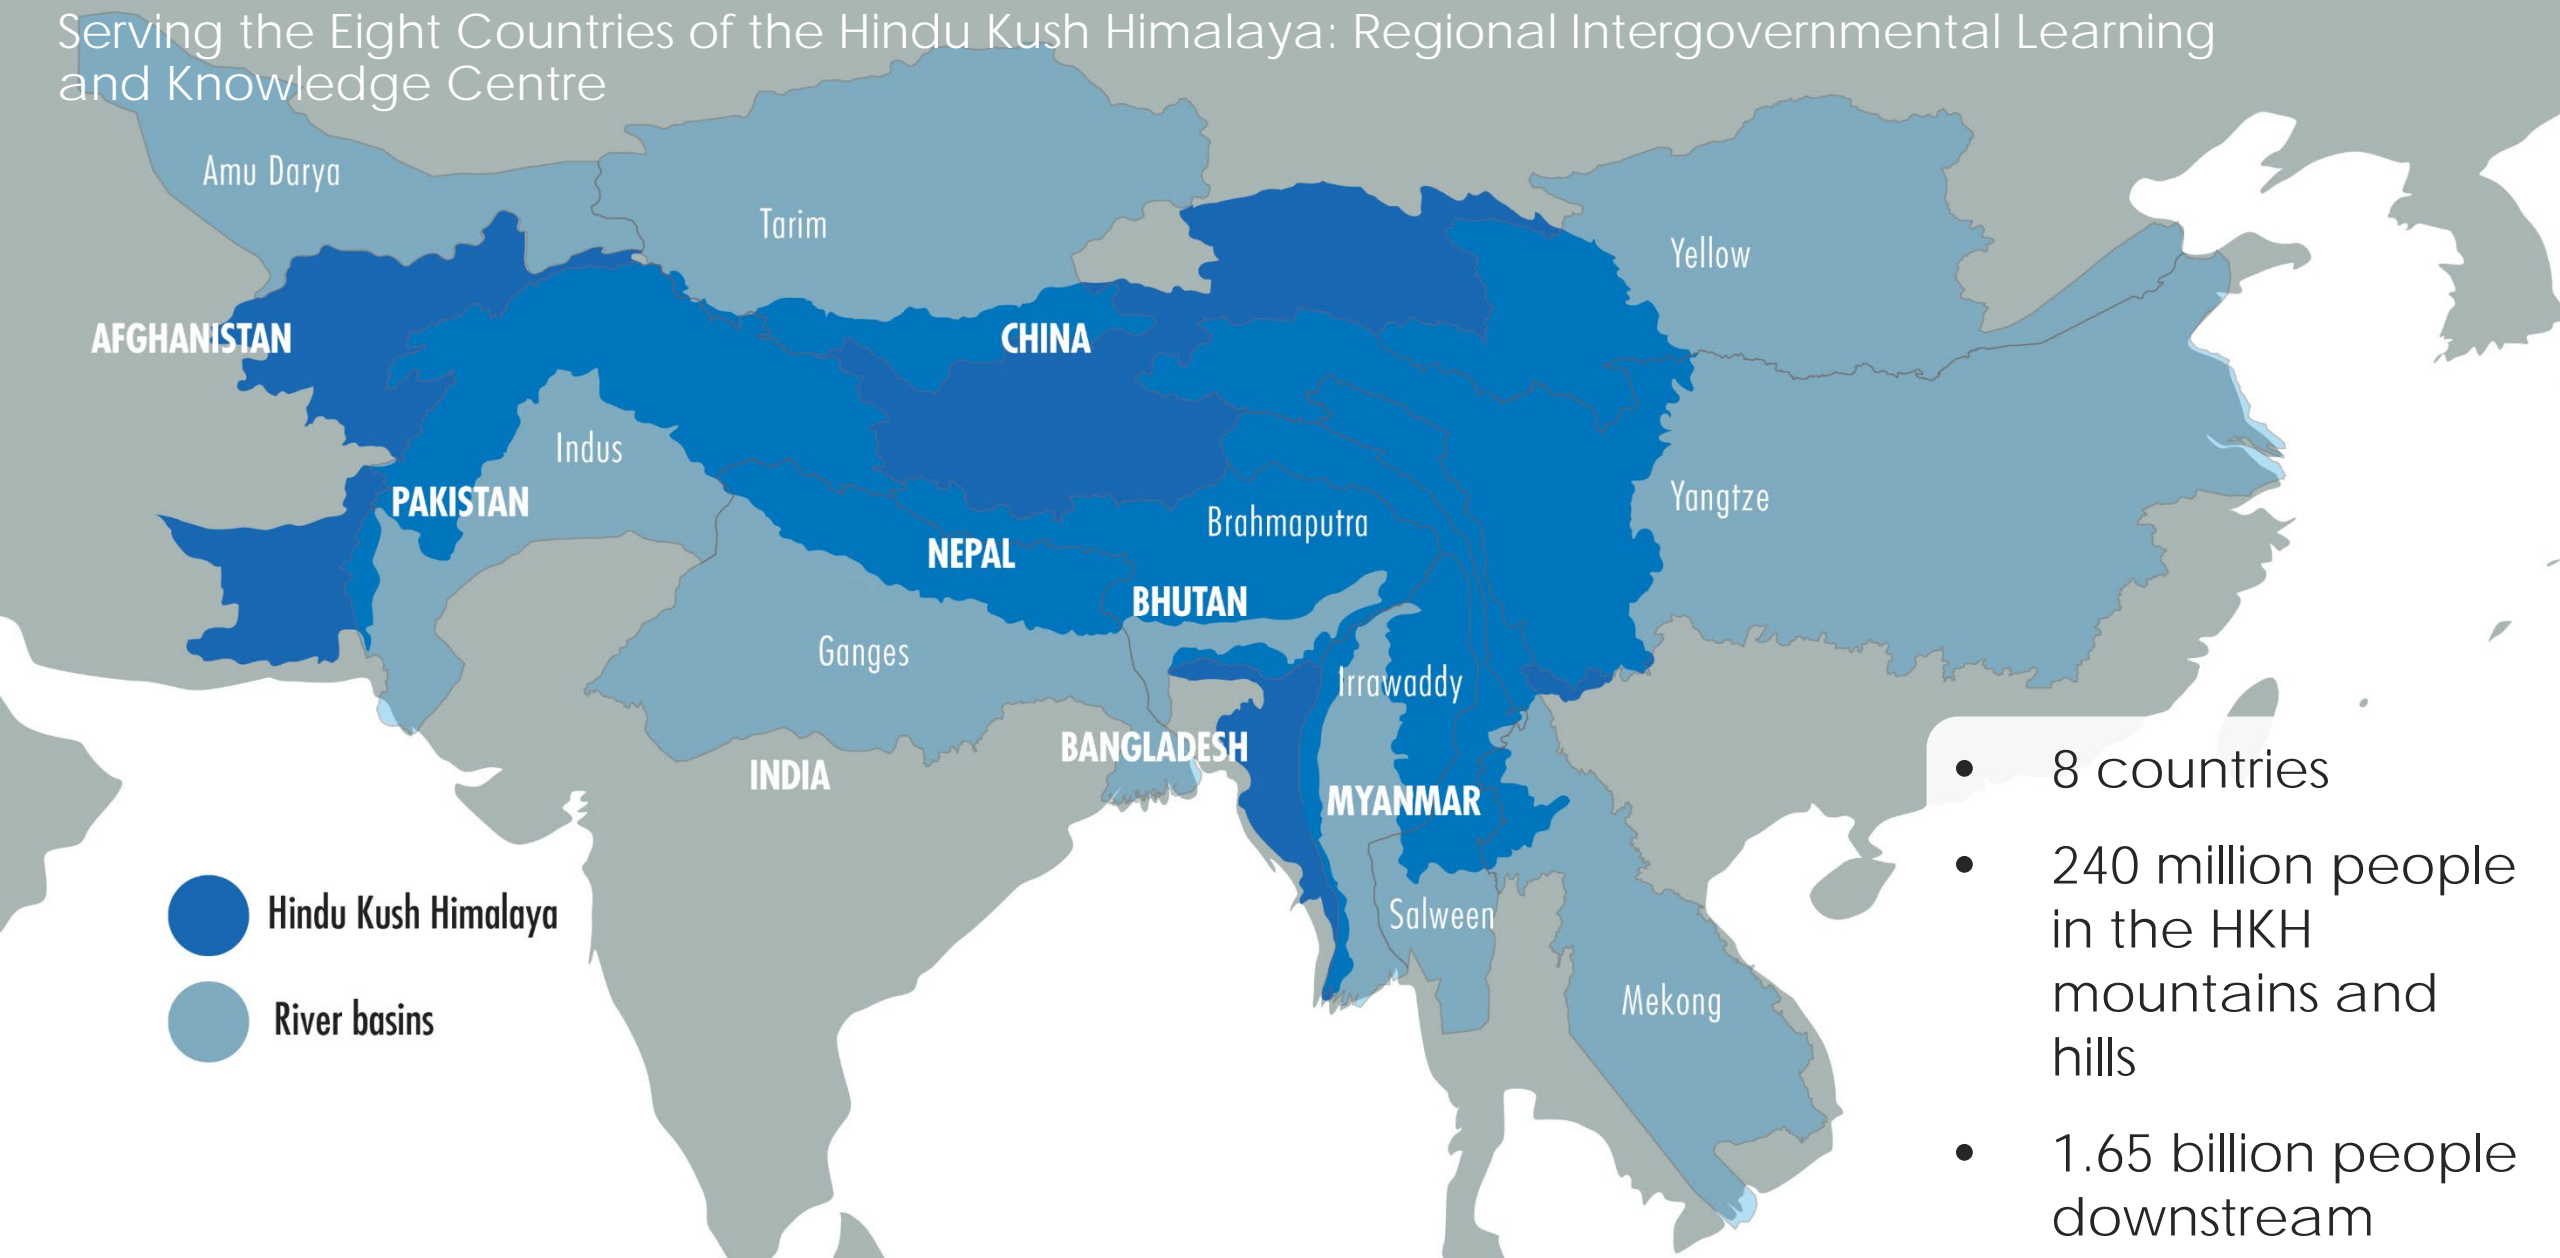 Serving the Eight Countries of the Hindu Kush Himalaya: Regional Intergovernmental Learning
and Knowledge Centre
Amu Darya
Tarim
Yellow
AFGHANISTAN
CHINA
Indus
PAKISTAN
Yangtze
Brahmaputra
NEPAL
BHUTAN
Ganges
Irrawaddy
BANGLADESH
INDIA
MYANMAR
Salween
Mekong
Hindu Kush Himalaya
River basins
• 8 countries
• 240 million people
in the HKH
mountains and
hills
• 1.65 billion people
downstream